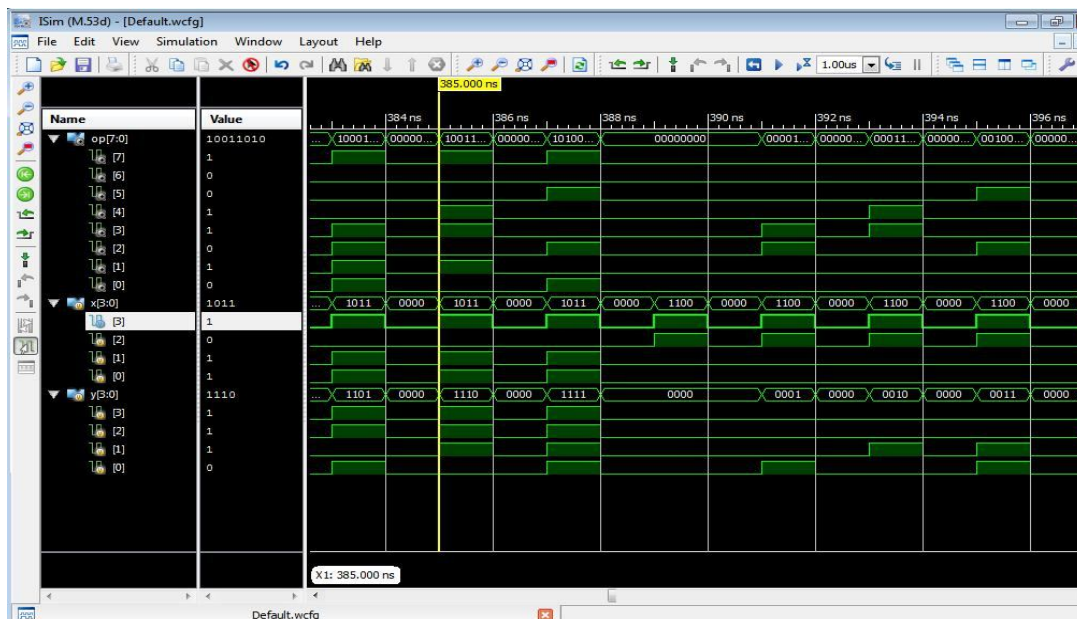 ISim (M.53d) - [Default.wcfg]
File Edit View Simulation Window Layout Help
1.00us
385.000 ns
Name Value 384 ns 386 ns 388 ns 390 ns 392 ns 394 ns 396 ns
op[7:0] 10011010 ... 10001... 00000... 10011... 00000... 10100... 00000000 00001... 00000... 00011... 00000... 00100... 00000...
[7] 1
[6] 0
[5] 0
[4] 1
[3] 1
[2] 0
[1] 1
[0] 0
x[3:0] 1011 ... 1011 0000 1011 0000 1011 0000 1100 0000 1100 0000 1100 0000 1100 0000
[3] 1
[2] 0
[1] 1
[0] 1
y[3:0] 1110 ... 1101 0000 1110 0000 1111 0000 0001 0000 0010 0000 0011 0000
[3] 1
[2] 1
[1] 1
[0] 0
X1: 385.000 ns
Default.wcfg